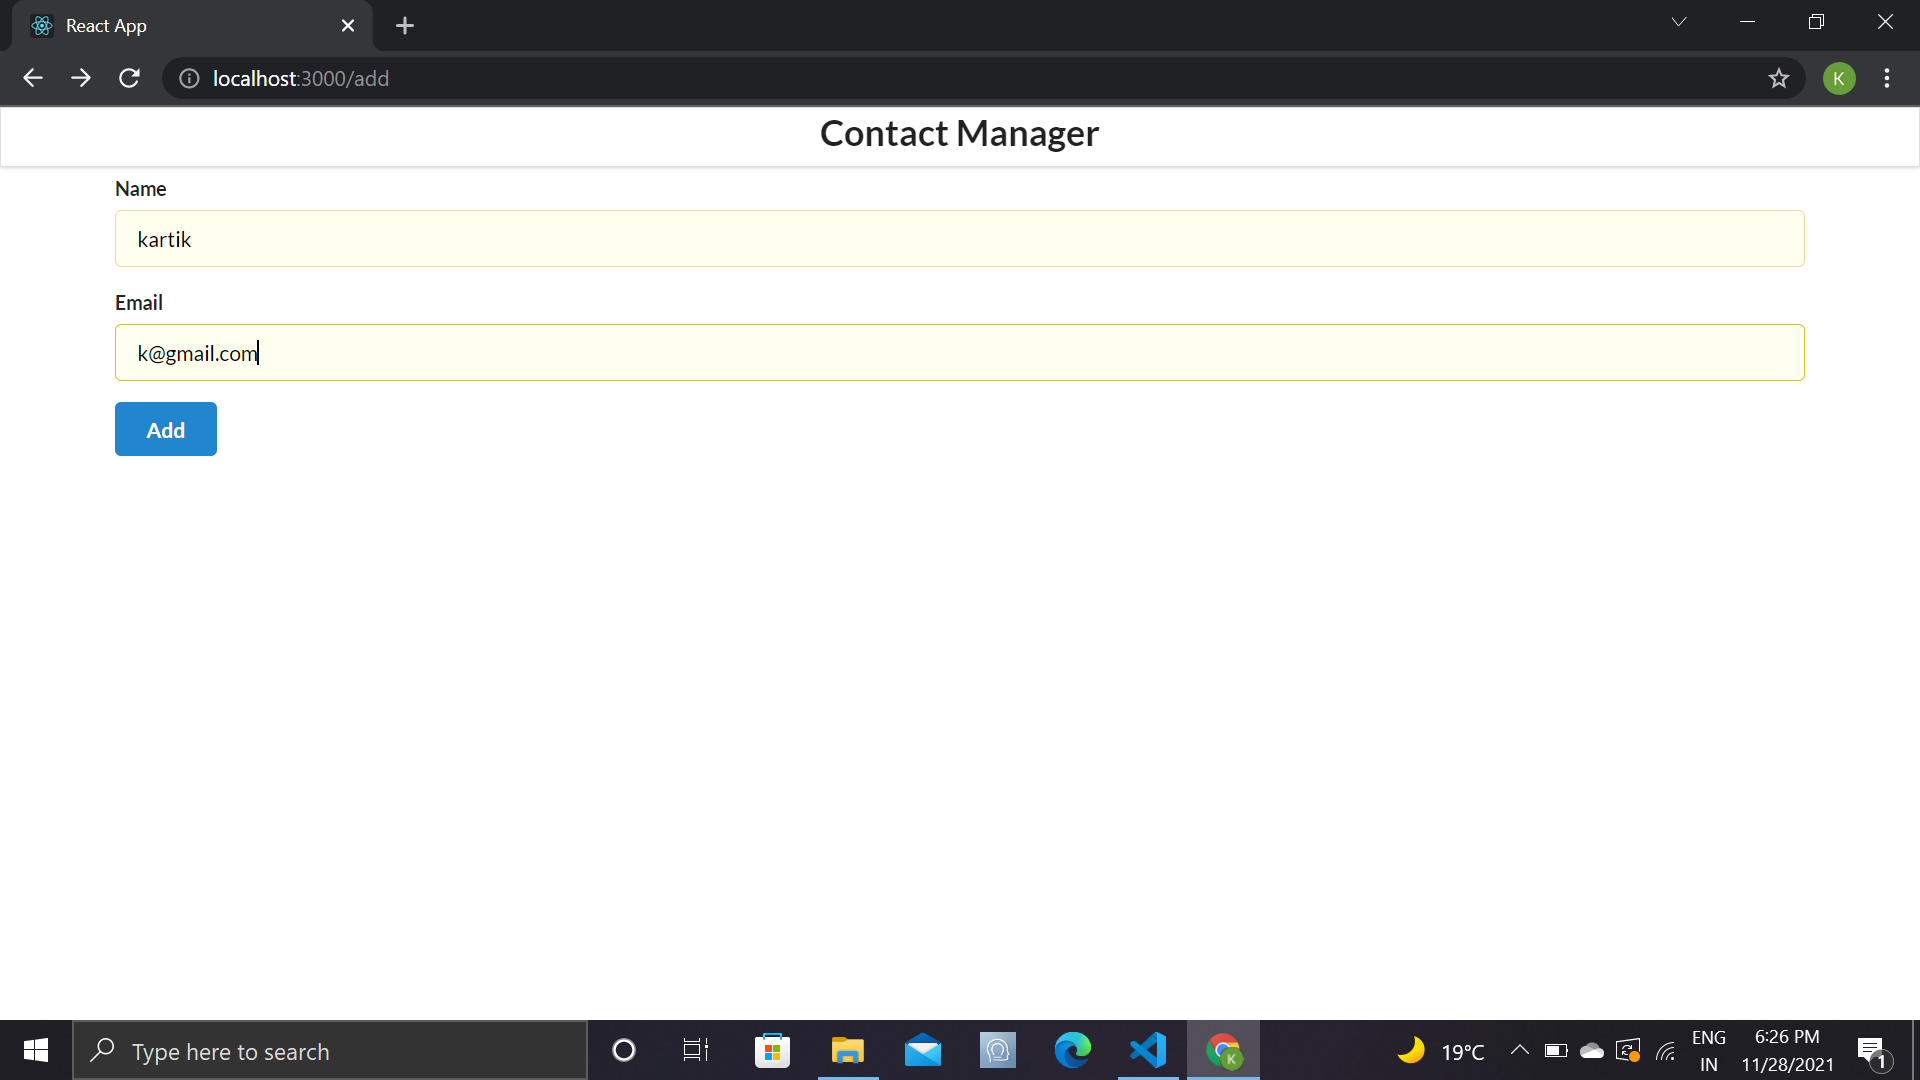 React App
localhost:3000/add
K
Contact Manager
Name
kartik
Email
k@gmail.com
Add
Type here to search
K
19°C
ENG
IN
6:26 PM
11/28/2021
1